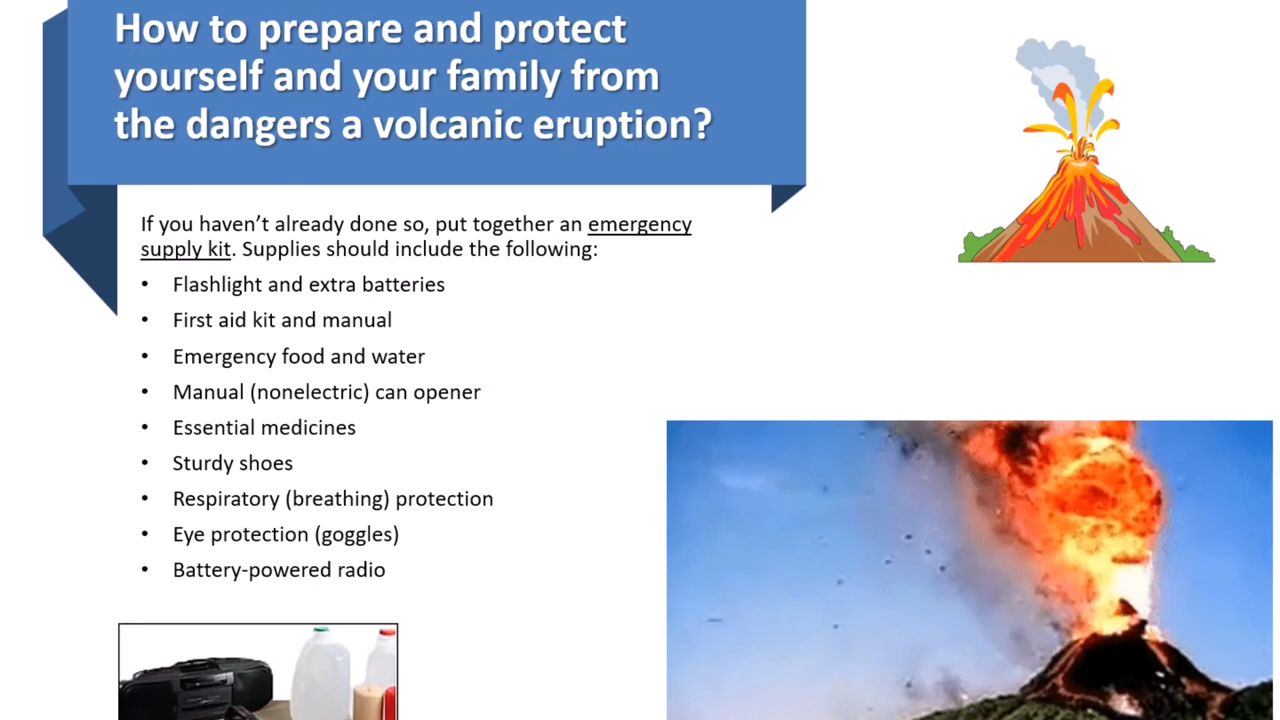 How to prepare and protect
yourself and your family from
the dangers a volcanic eruption?
If you haven’t already done so, put together an emergency
supply kit. Supplies should include the following:
• Flashlight and extra batteries
• First aid kit and manual
• Emergency food and water
• Manual (nonelectric) can opener
• Essential medicines
• Sturdy shoes
• Respiratory (breathing) protection
• Eye protection (goggles)
• Battery-powered radio